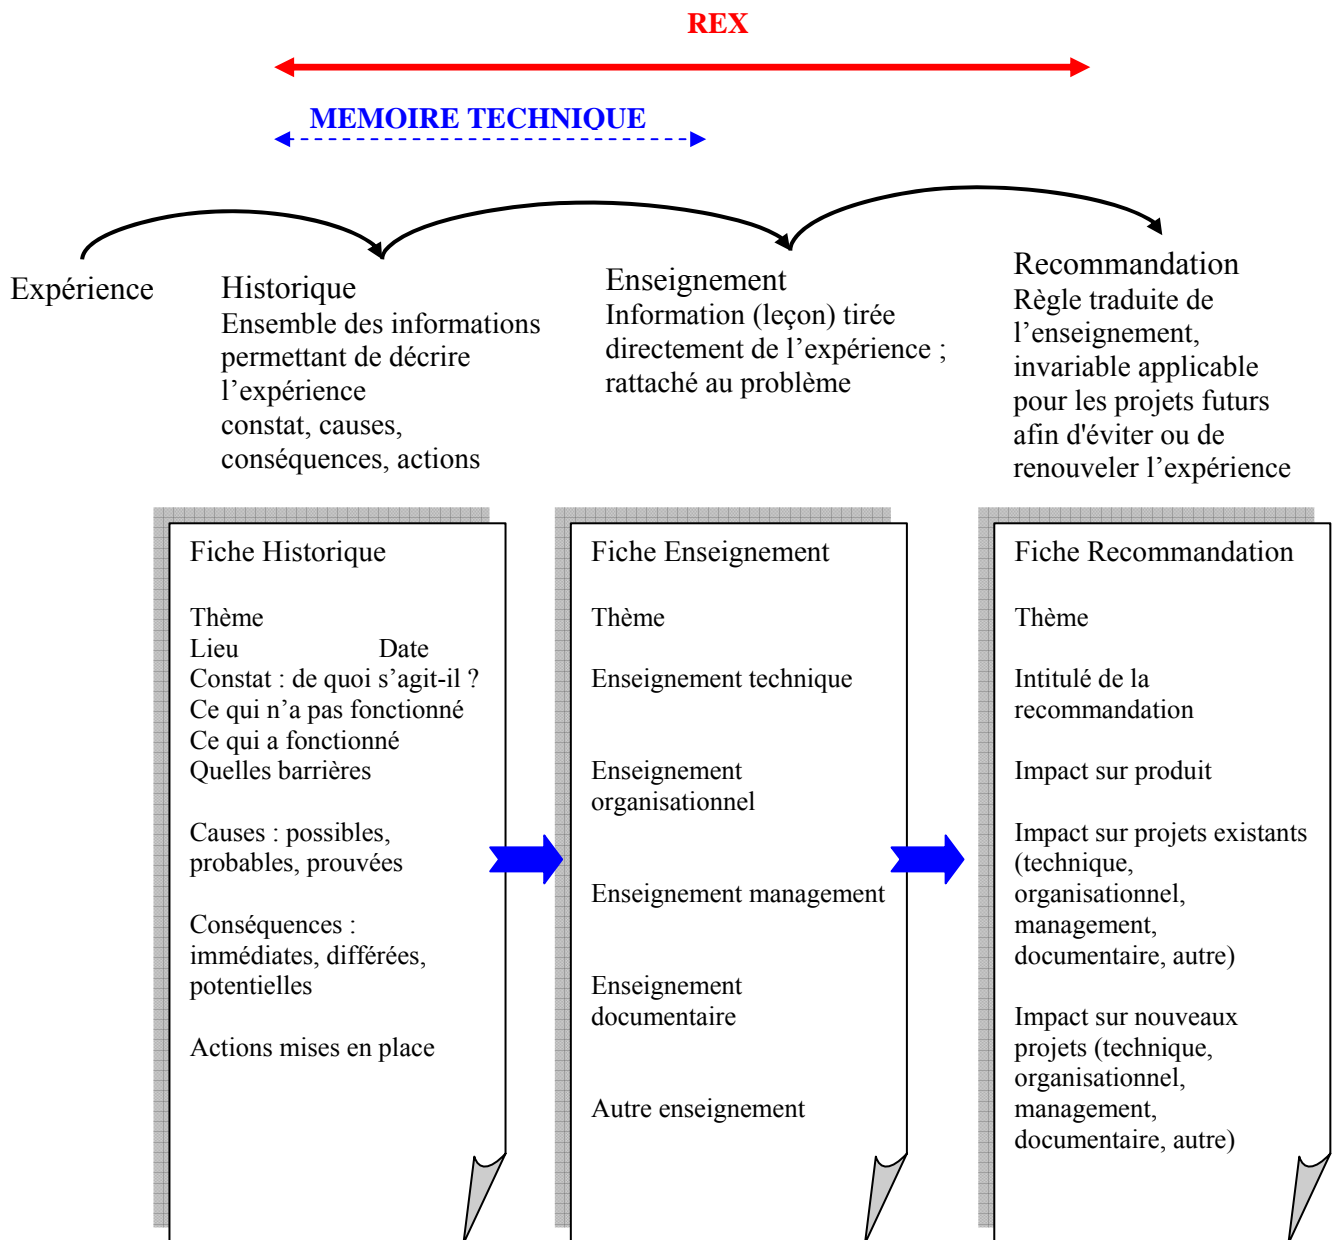 REX
MEMOIRE TECHNIQUE
Expérience
Historique
Ensemble des informations
permettant de décrire
l’expérience
constat, causes,
conséquences, actions
Enseignement
Information (leçon) tirée
directement de l’expérience ;
rattaché au problème
Recommandation
Règle traduite de
l’enseignement,
invariable applicable
pour les projets futurs
afin d'éviter ou de
renouveler l’expérience
Fiche Historique
Thème
Lieu Date
Constat : de quoi s’agit-il ?
Ce qui n’a pas fonctionné
Ce qui a fonctionné
Quelles barrières
Causes : possibles,
probables, prouvées
Conséquences :
immédiates, différées,
potentielles
Actions mises en place
Fiche Enseignement
Thème
Enseignement technique
Enseignement
organisationnel
Enseignement management
Enseignement
documentaire
Autre enseignement
Fiche Recommandation
Thème
Intitulé de la
recommandation
Impact sur produit
Impact sur projets existants
(technique,
organisationnel,
management,
documentaire, autre)
Impact sur nouveaux
projets (technique,
organisationnel,
management,
documentaire, autre)